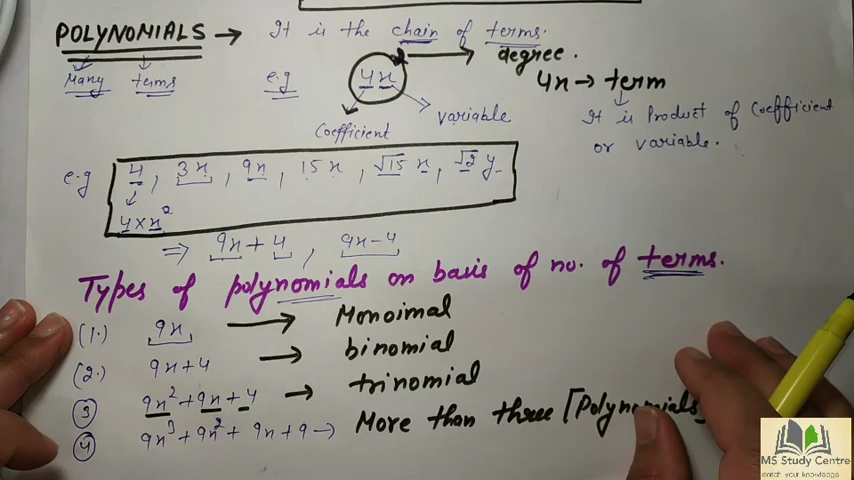 POLYNOMIALS → It is the chain of terms.
Many terms
e.g 4x → degree.
Coefficient
variable
4x → term
It is Product of Coefficient
or variable.
e.g 4, 3x, 9x, 15x, √15 x, √2 y
4×x²
⇒ 9x+4, 9x-4
Types of polynomials on basis of no. of terms.
(1.) 9x → Monoimal
(2.) 9x+4 → binomial
③ 9x²+9x+4 → trinomial
④ 9x³+9x²+9x+9 → More than three [Polynomials
MS Study Centre
enrich your knowledge